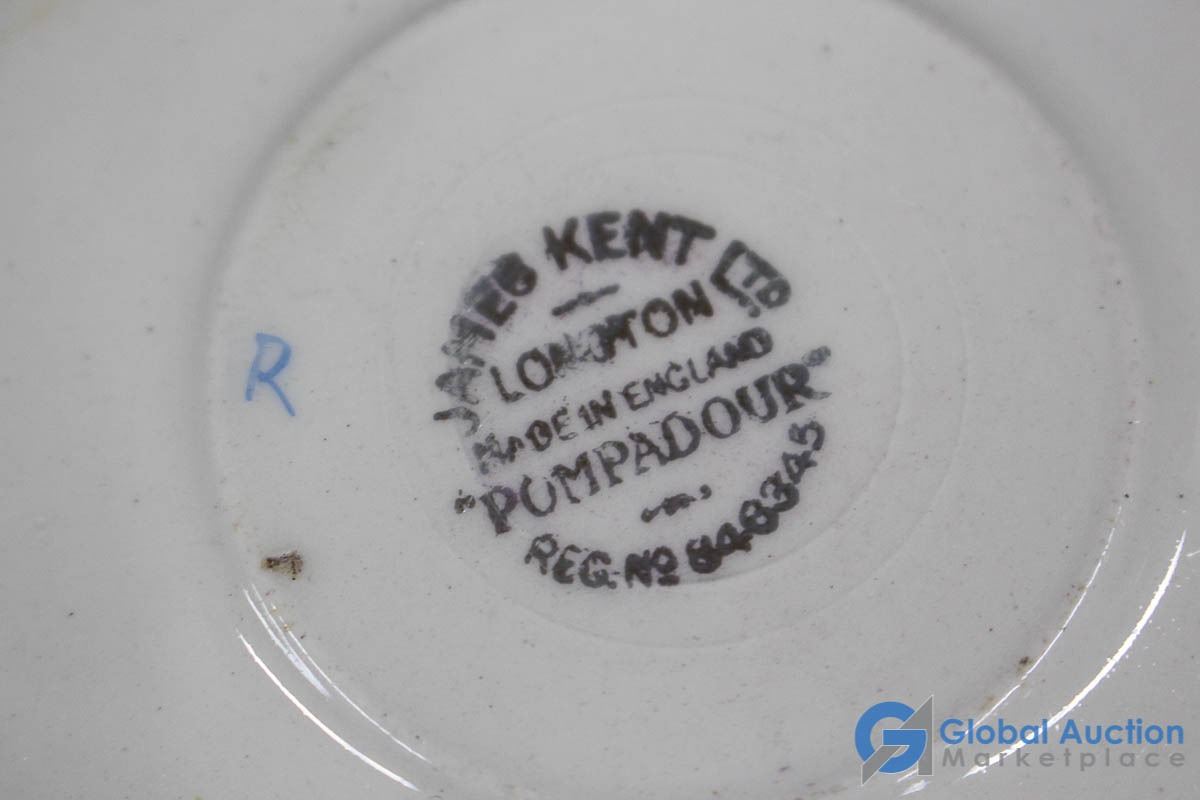 JAMES KENT LTD.
LONGTON
MADE IN ENGLAND
"POMPADOUR"
REG. No 848345
R
Global Auction
Marketplace